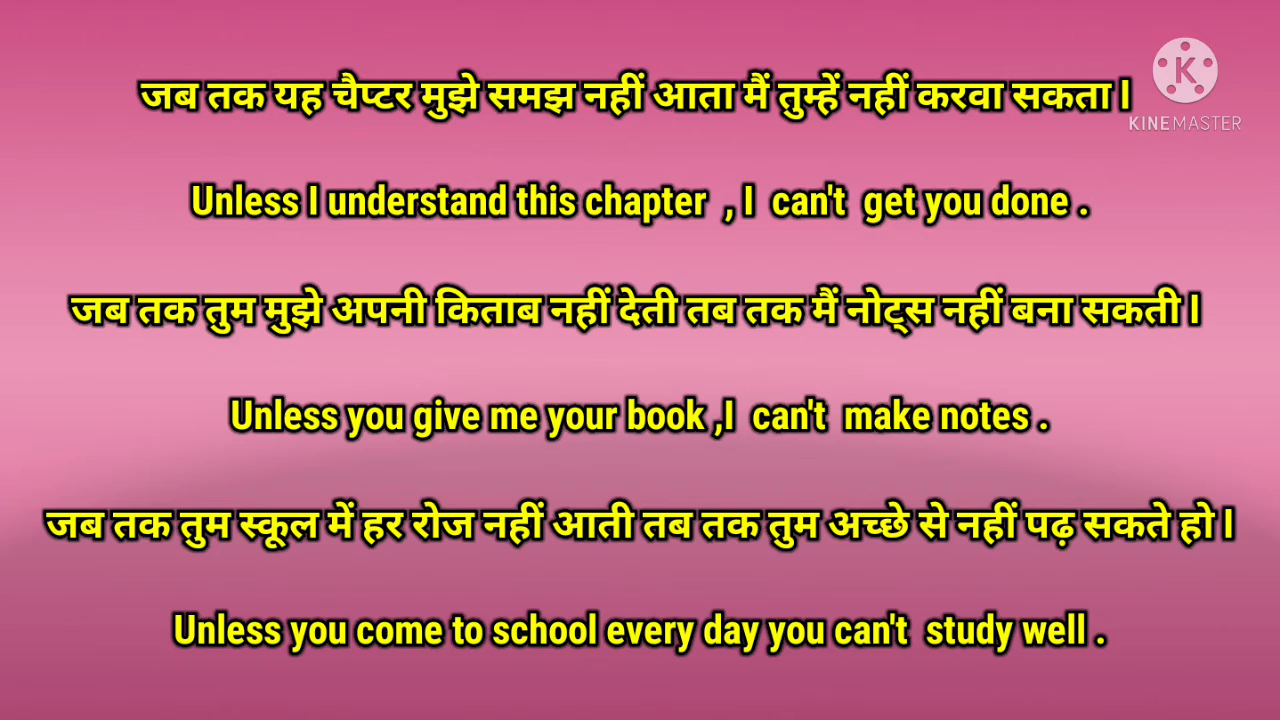 जब तक यह चैप्टर मुझे समझ नहीं आता मैं तुम्हें नहीं करवा सकता l
KINEMASTER
Unless I understand this chapter , I can't get you done .
जब तक तुम मुझे अपनी किताब नहीं देती तब तक मैं नोट्स नहीं बना सकती l
Unless you give me your book ,I can't make notes .
जब तक तुम स्कूल में हर रोज नहीं आती तब तक तुम अच्छे से नहीं पढ़ सकते हो l
Unless you come to school every day you can't study well .